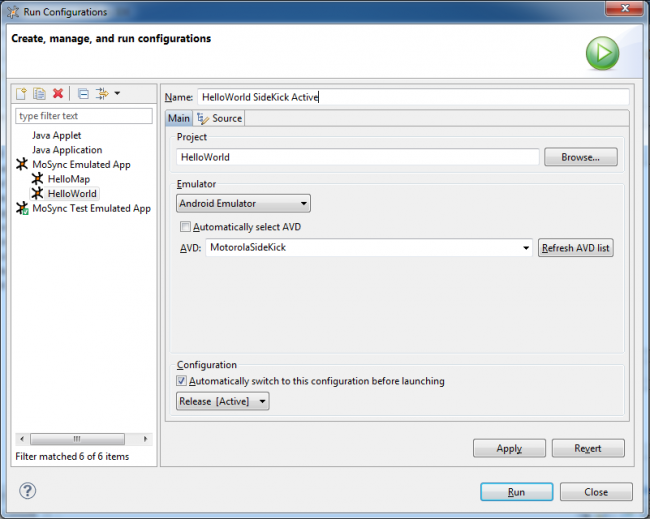 Run Configurations
Create, manage, and run configurations
type filter text
Java Applet
Java Application
MoSync Emulated App
HelloMap
HelloWorld
MoSync Test Emulated App
Filter matched 6 of 6 items
Name: HelloWorld SideKick Active
Main Source
Project
HelloWorld Browse...
Emulator
Android Emulator
Automatically select AVD
AVD: MotorolaSideKick Refresh AVD list
Configuration
Automatically switch to this configuration before launching
Release [Active]
Apply Revert
Run Close